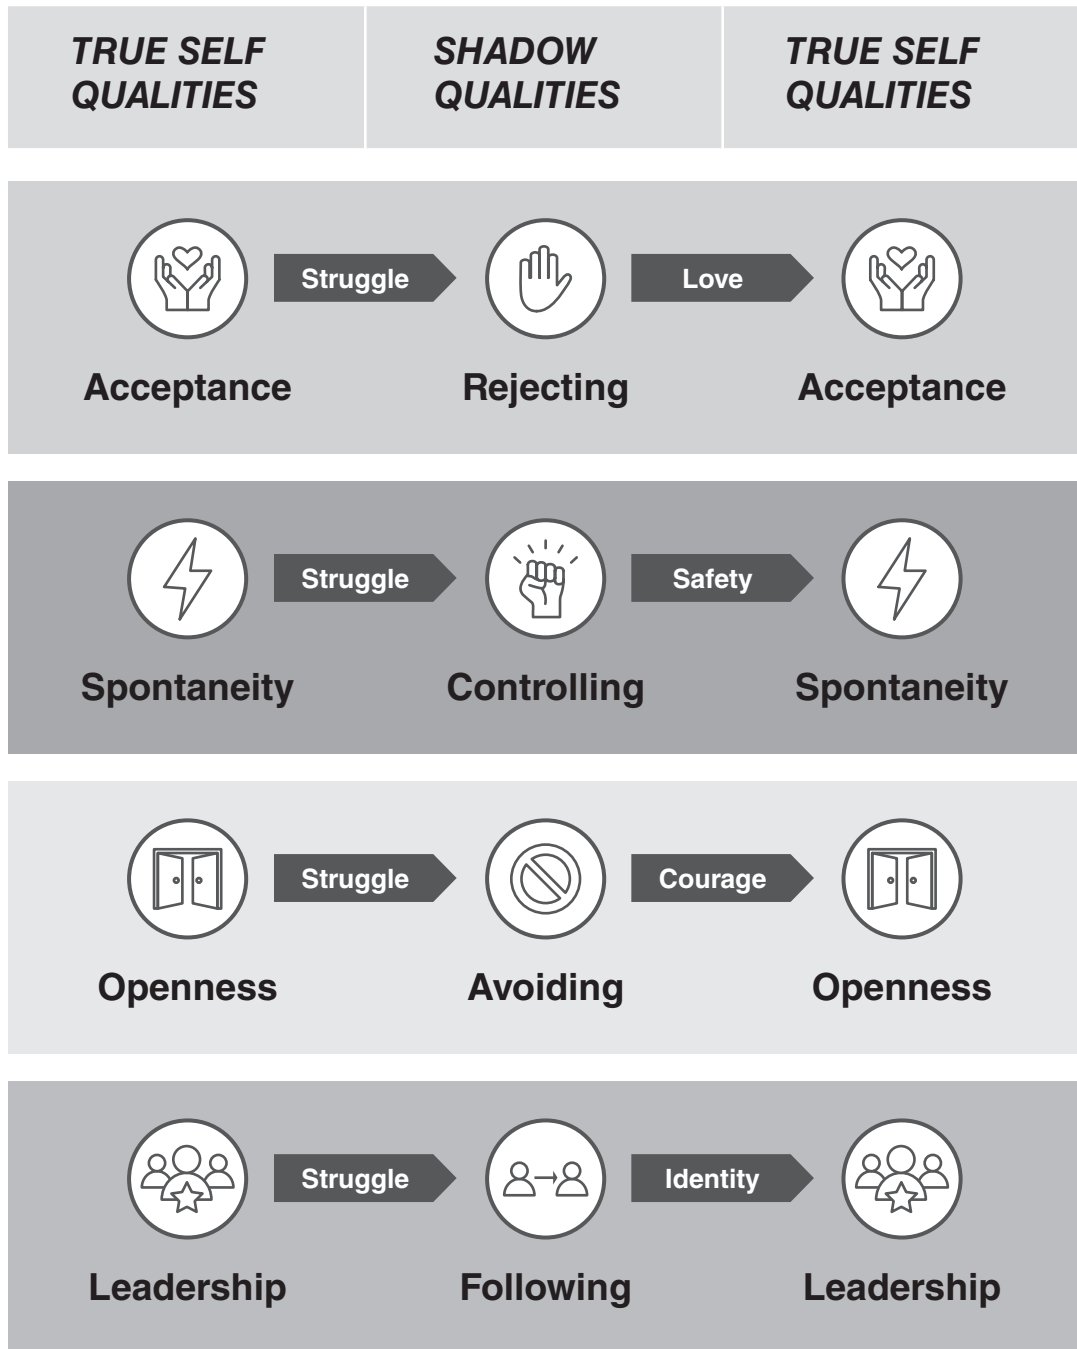 TRUE SELF
QUALITIES
SHADOW
QUALITIES
TRUE SELF
QUALITIES
Struggle
Love
Acceptance
Rejecting
Acceptance
Struggle
Safety
Spontaneity
Controlling
Spontaneity
Struggle
Courage
Openness
Avoiding
Openness
Struggle
Identity
Leadership
Following
Leadership